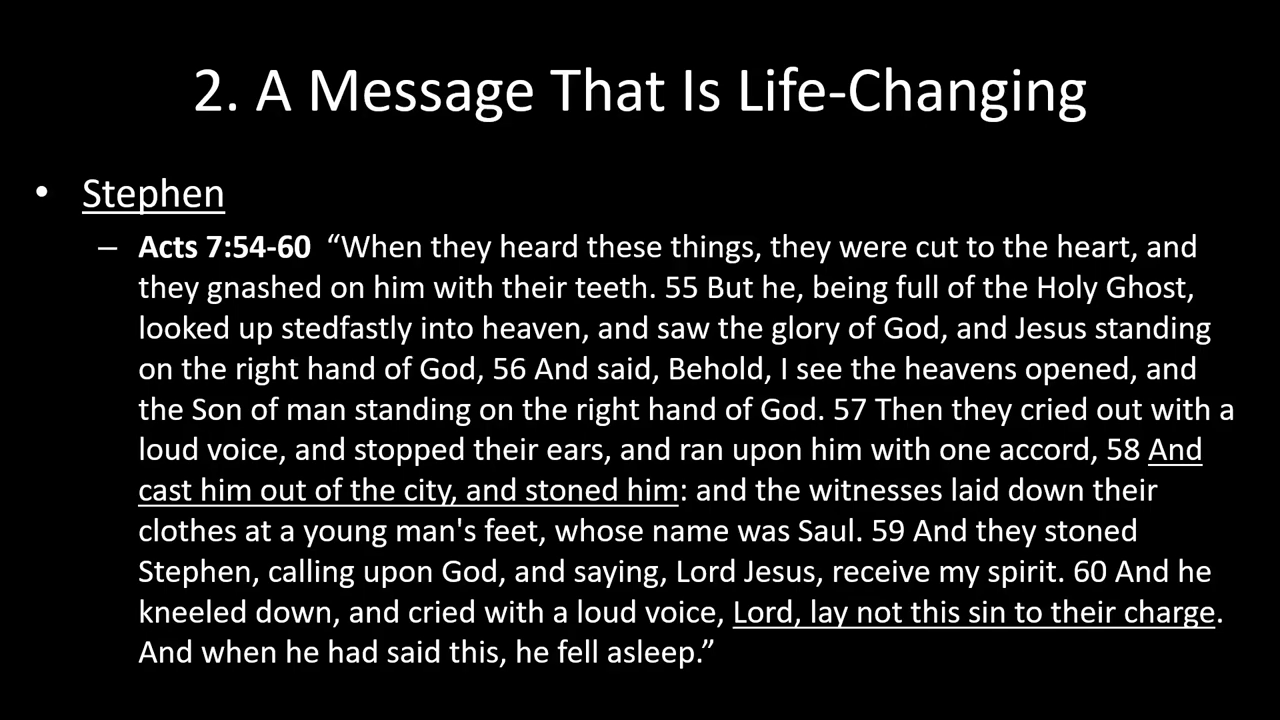 2. A Message That Is Life-Changing
• Stephen
– Acts 7:54-60 “When they heard these things, they were cut to the heart, and
they gnashed on him with their teeth. 55 But he, being full of the Holy Ghost,
looked up stedfastly into heaven, and saw the glory of God, and Jesus standing
on the right hand of God, 56 And said, Behold, I see the heavens opened, and
the Son of man standing on the right hand of God. 57 Then they cried out with a
loud voice, and stopped their ears, and ran upon him with one accord, 58 And
cast him out of the city, and stoned him: and the witnesses laid down their
clothes at a young man's feet, whose name was Saul. 59 And they stoned
Stephen, calling upon God, and saying, Lord Jesus, receive my spirit. 60 And he
kneeled down, and cried with a loud voice, Lord, lay not this sin to their charge.
And when he had said this, he fell asleep.”